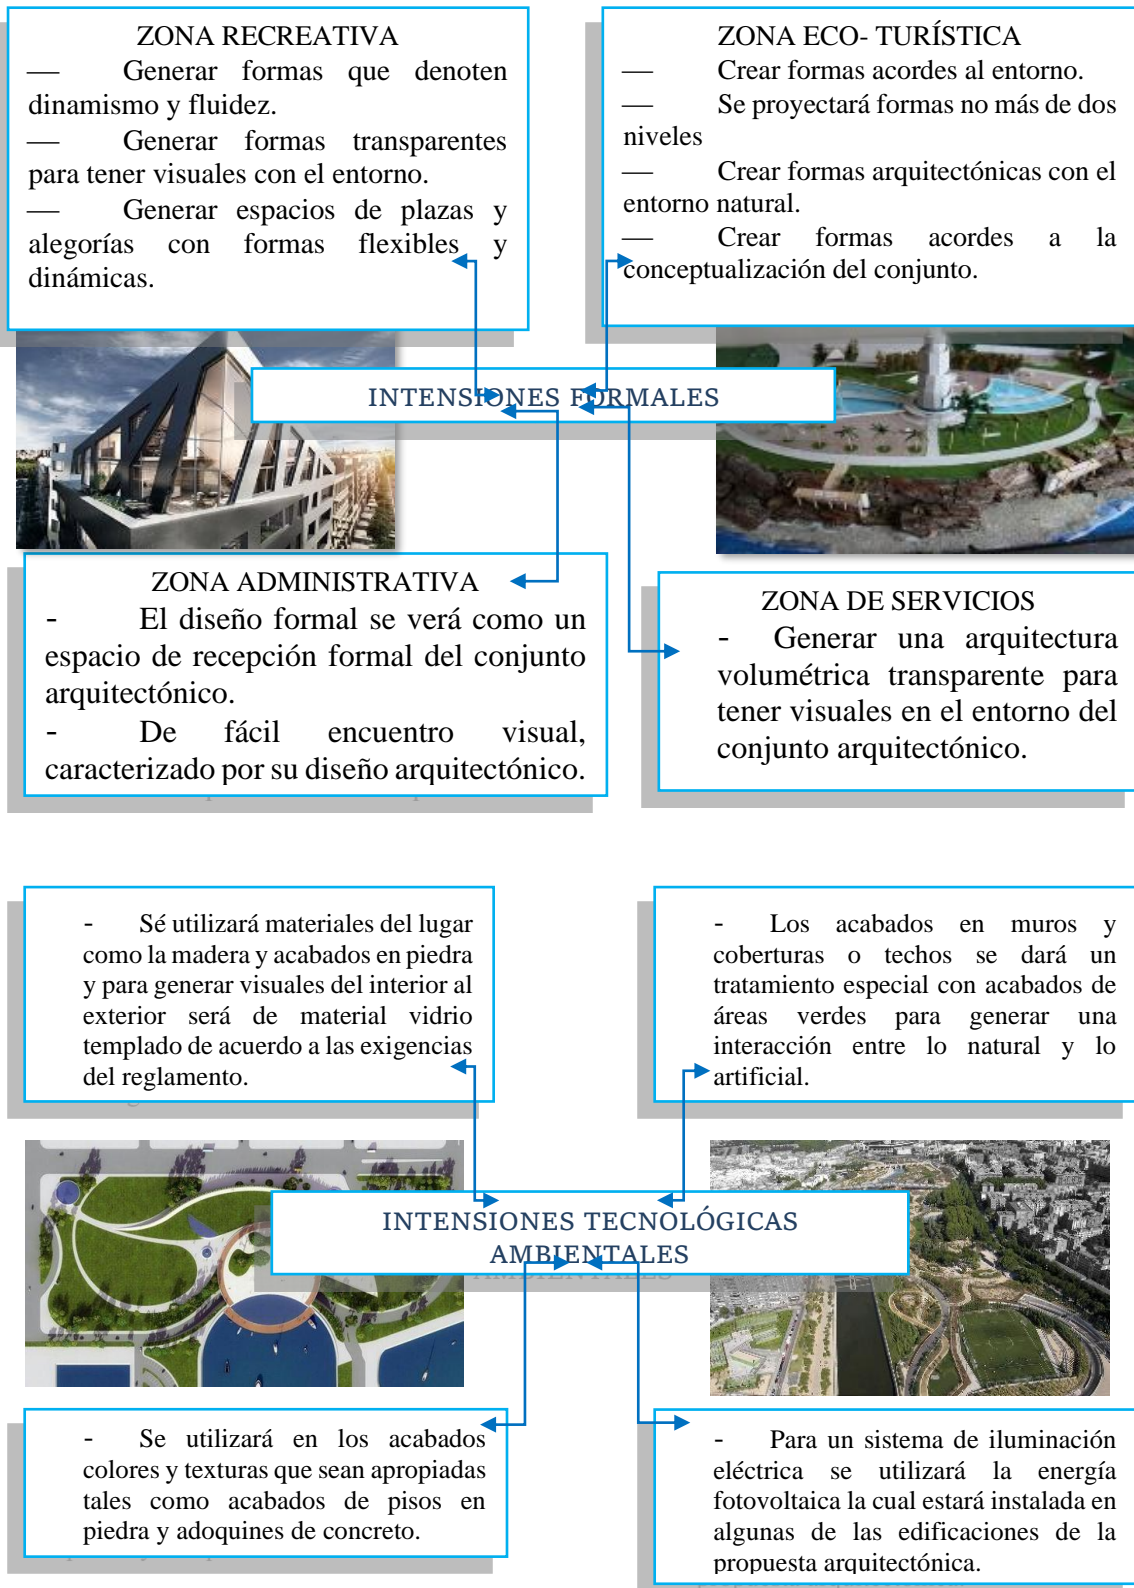 ZONA RECREATIVA
— Generar formas que denoten
dinamismo y fluidez.
— Generar formas transparentes
para tener visuales con el entorno.
— Generar espacios de plazas y
alegorías con formas flexibles y
dinámicas.
ZONA ECO- TURÍSTICA
— Crear formas acordes al entorno.
— Se proyectará formas no más de dos
niveles
— Crear formas arquitectónicas con el
entorno natural.
— Crear formas acordes a la
conceptualización del conjunto.
INTENSIONES FORMALES
ZONA ADMINISTRATIVA
- El diseño formal se verá como un
espacio de recepción formal del conjunto
arquitectónico.
- De fácil encuentro visual,
caracterizado por su diseño arquitectónico.
ZONA DE SERVICIOS
- Generar una arquitectura
volumétrica transparente para
tener visuales en el entorno del
conjunto arquitectónico.
- Sé utilizará materiales del lugar
como la madera y acabados en piedra
y para generar visuales del interior al
exterior será de material vidrio
templado de acuerdo a las exigencias
del reglamento.
- Los acabados en muros y
coberturas o techos se dará un
tratamiento especial con acabados de
áreas verdes para generar una
interacción entre lo natural y lo
artificial.
INTENSIONES TECNOLÓGICAS
AMBIENTALES
- Se utilizará en los acabados
colores y texturas que sean apropiadas
tales como acabados de pisos en
piedra y adoquines de concreto.
- Para un sistema de iluminación
eléctrica se utilizará la energía
fotovoltaica la cual estará instalada en
algunas de las edificaciones de la
propuesta arquitectónica.